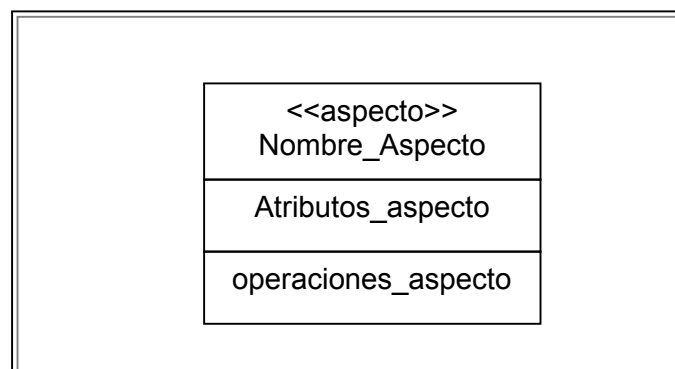 <<aspecto>>
Nombre_Aspecto
Atributos_aspecto
operaciones_aspecto